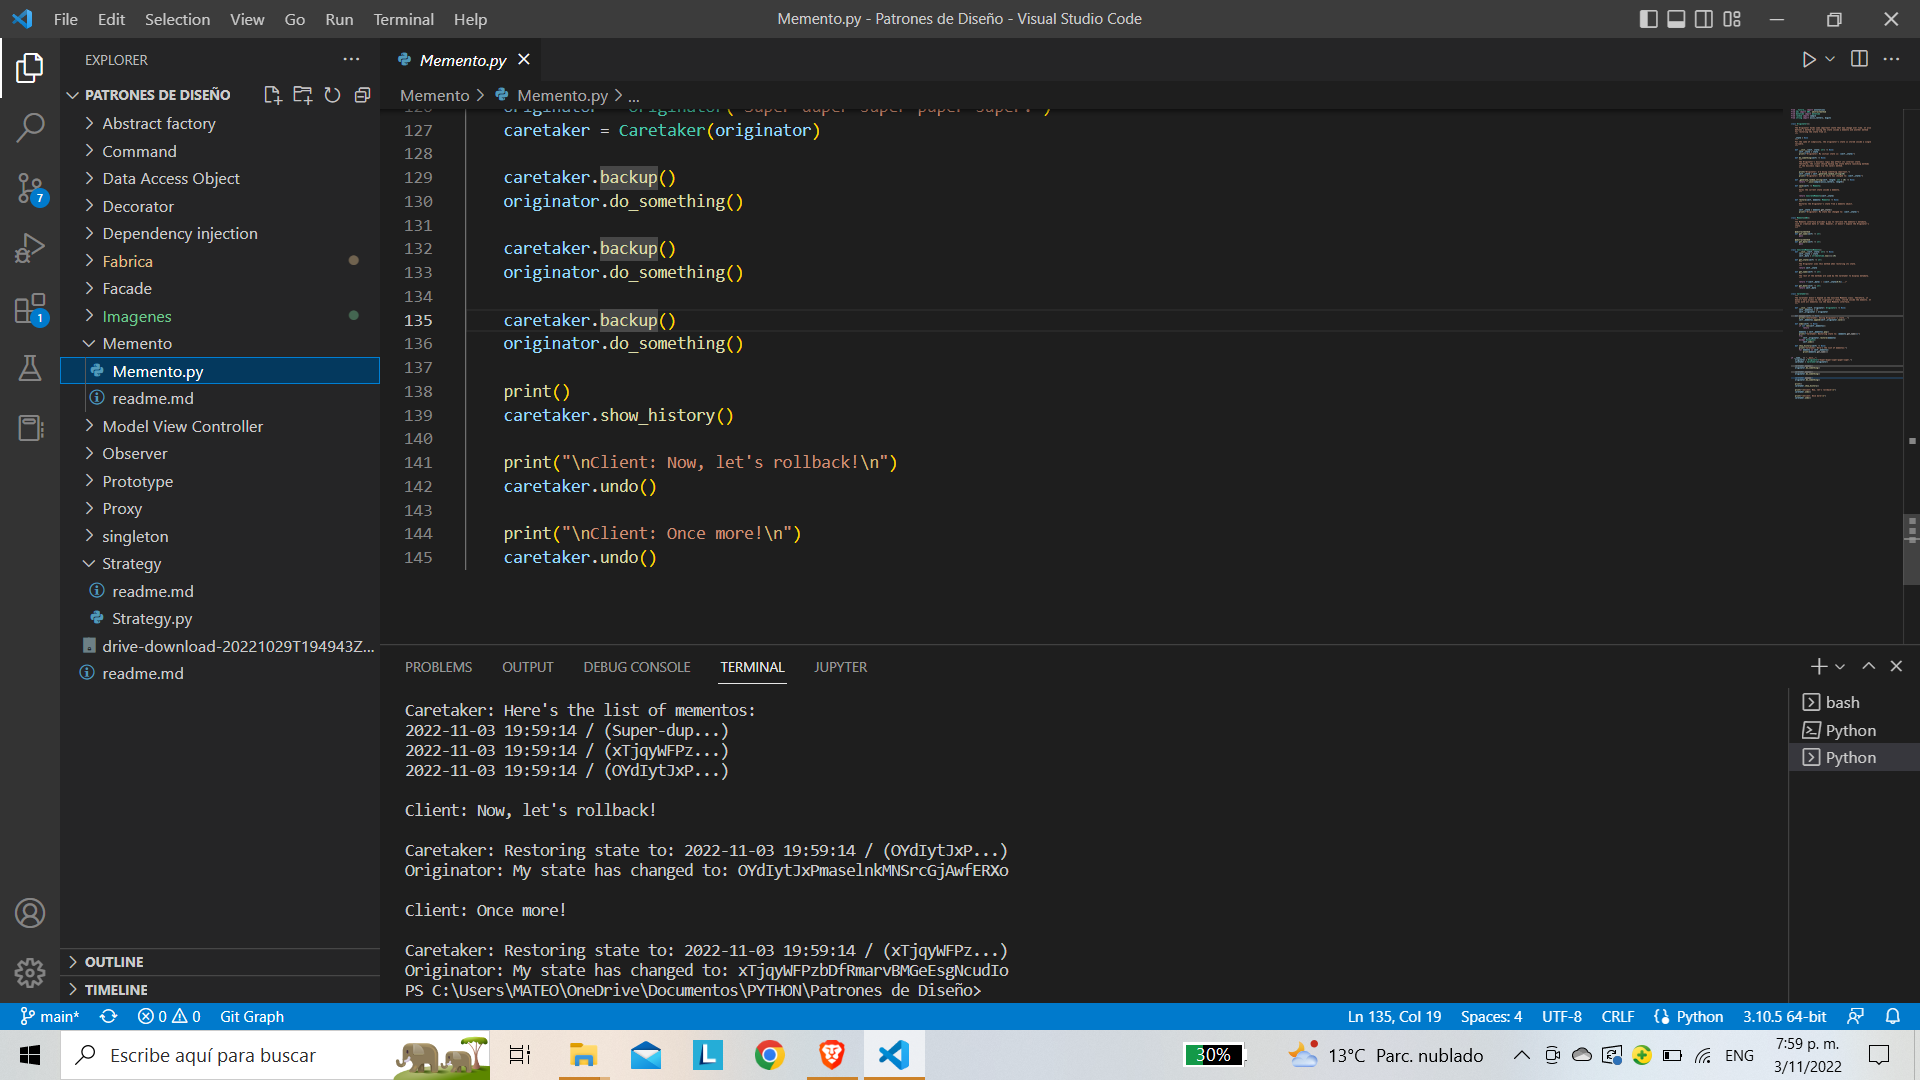 File Edit Selection View Go Run Terminal Help
Memento.py - Patrones de Diseño - Visual Studio Code
EXPLORER
PATRONES DE DISEÑO
Abstract factory
Command
Data Access Object
Decorator
Dependency injection
Fabrica
Facade
Imagenes
Memento
Memento.py
readme.md
Model View Controller
Observer
Prototype
Proxy
singleton
Strategy
readme.md
Strategy.py
drive-download-20221029T194943Z...
readme.md
OUTLINE
TIMELINE
7
1
Memento.py
Memento > Memento.py > ...
127 caretaker = Caretaker(originator)
128
129 caretaker.backup()
130 originator.do_something()
131
132 caretaker.backup()
133 originator.do_something()
134
135 caretaker.backup()
136 originator.do_something()
137
138 print()
139 caretaker.show_history()
140
141 print("\nClient: Now, let's rollback!\n")
142 caretaker.undo()
143
144 print("\nClient: Once more!\n")
145 caretaker.undo()
PROBLEMS OUTPUT DEBUG CONSOLE TERMINAL JUPYTER
Caretaker: Here's the list of mementos:
2022-11-03 19:59:14 / (Super-dup...)
2022-11-03 19:59:14 / (xTjqyWFPz...)
2022-11-03 19:59:14 / (OYdIytJxP...)
Client: Now, let's rollback!
Caretaker: Restoring state to: 2022-11-03 19:59:14 / (OYdIytJxP...)
Originator: My state has changed to: OYdIytJxPmaselnkMNSrcGjAwfERXo
Client: Once more!
Caretaker: Restoring state to: 2022-11-03 19:59:14 / (xTjqyWFPz...)
Originator: My state has changed to: xTjqyWFPzbDfRmarvBMGeEsgNcudIo
PS C:\Users\MATEO\OneDrive\Documentos\PYTHON\Patrones de Diseño>
bash
Python
Python
main* 0 0 Git Graph
Ln 135, Col 19 Spaces: 4 UTF-8 CRLF Python 3.10.5 64-bit
Escribe aquí para buscar
30%
13°C Parc. nublado
ENG
7:59 p. m.
3/11/2022